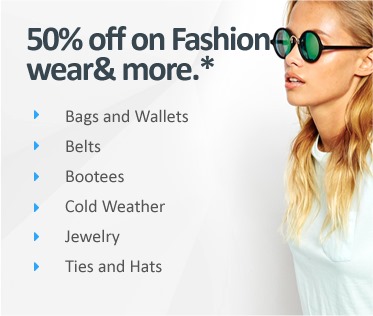 50% off on Fashion
wear& more.*
Bags and Wallets
Belts
Bootees
Cold Weather
Jewelry
Ties and Hats